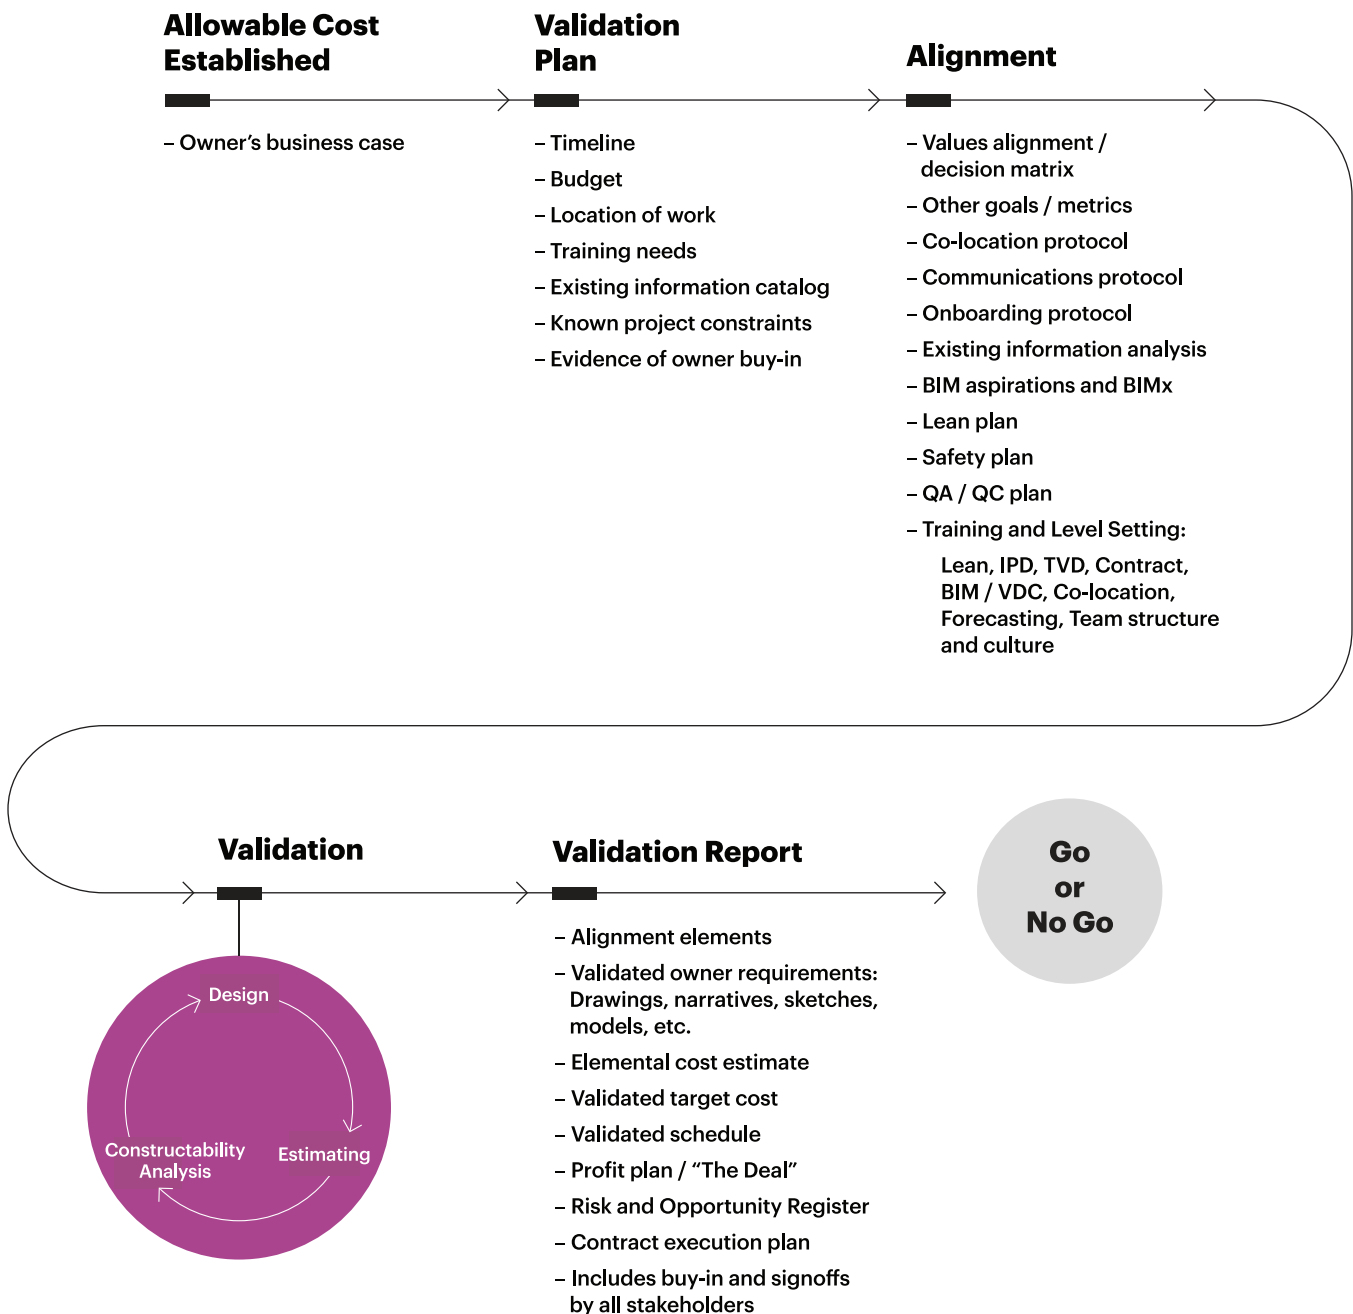 Allowable Cost
Established
– Owner’s business case
Validation
Plan
– Timeline
– Budget
– Location of work
– Training needs
– Existing information catalog
– Known project constraints
– Evidence of owner buy-in
Alignment
– Values alignment /
decision matrix
– Other goals / metrics
– Co-location protocol
– Communications protocol
– Onboarding protocol
– Existing information analysis
– BIM aspirations and BIMx
– Lean plan
– Safety plan
– QA / QC plan
– Training and Level Setting:
Lean, IPD, TVD, Contract,
BIM / VDC, Co-location,
Forecasting, Team structure
and culture
Validation
Design
Estimating
Constructability
Analysis
Validation Report
– Alignment elements
– Validated owner requirements:
Drawings, narratives, sketches,
models, etc.
– Elemental cost estimate
– Validated target cost
– Validated schedule
– Profit plan / “The Deal”
– Risk and Opportunity Register
– Contract execution plan
– Includes buy-in and signoffs
by all stakeholders
Go
or
No Go